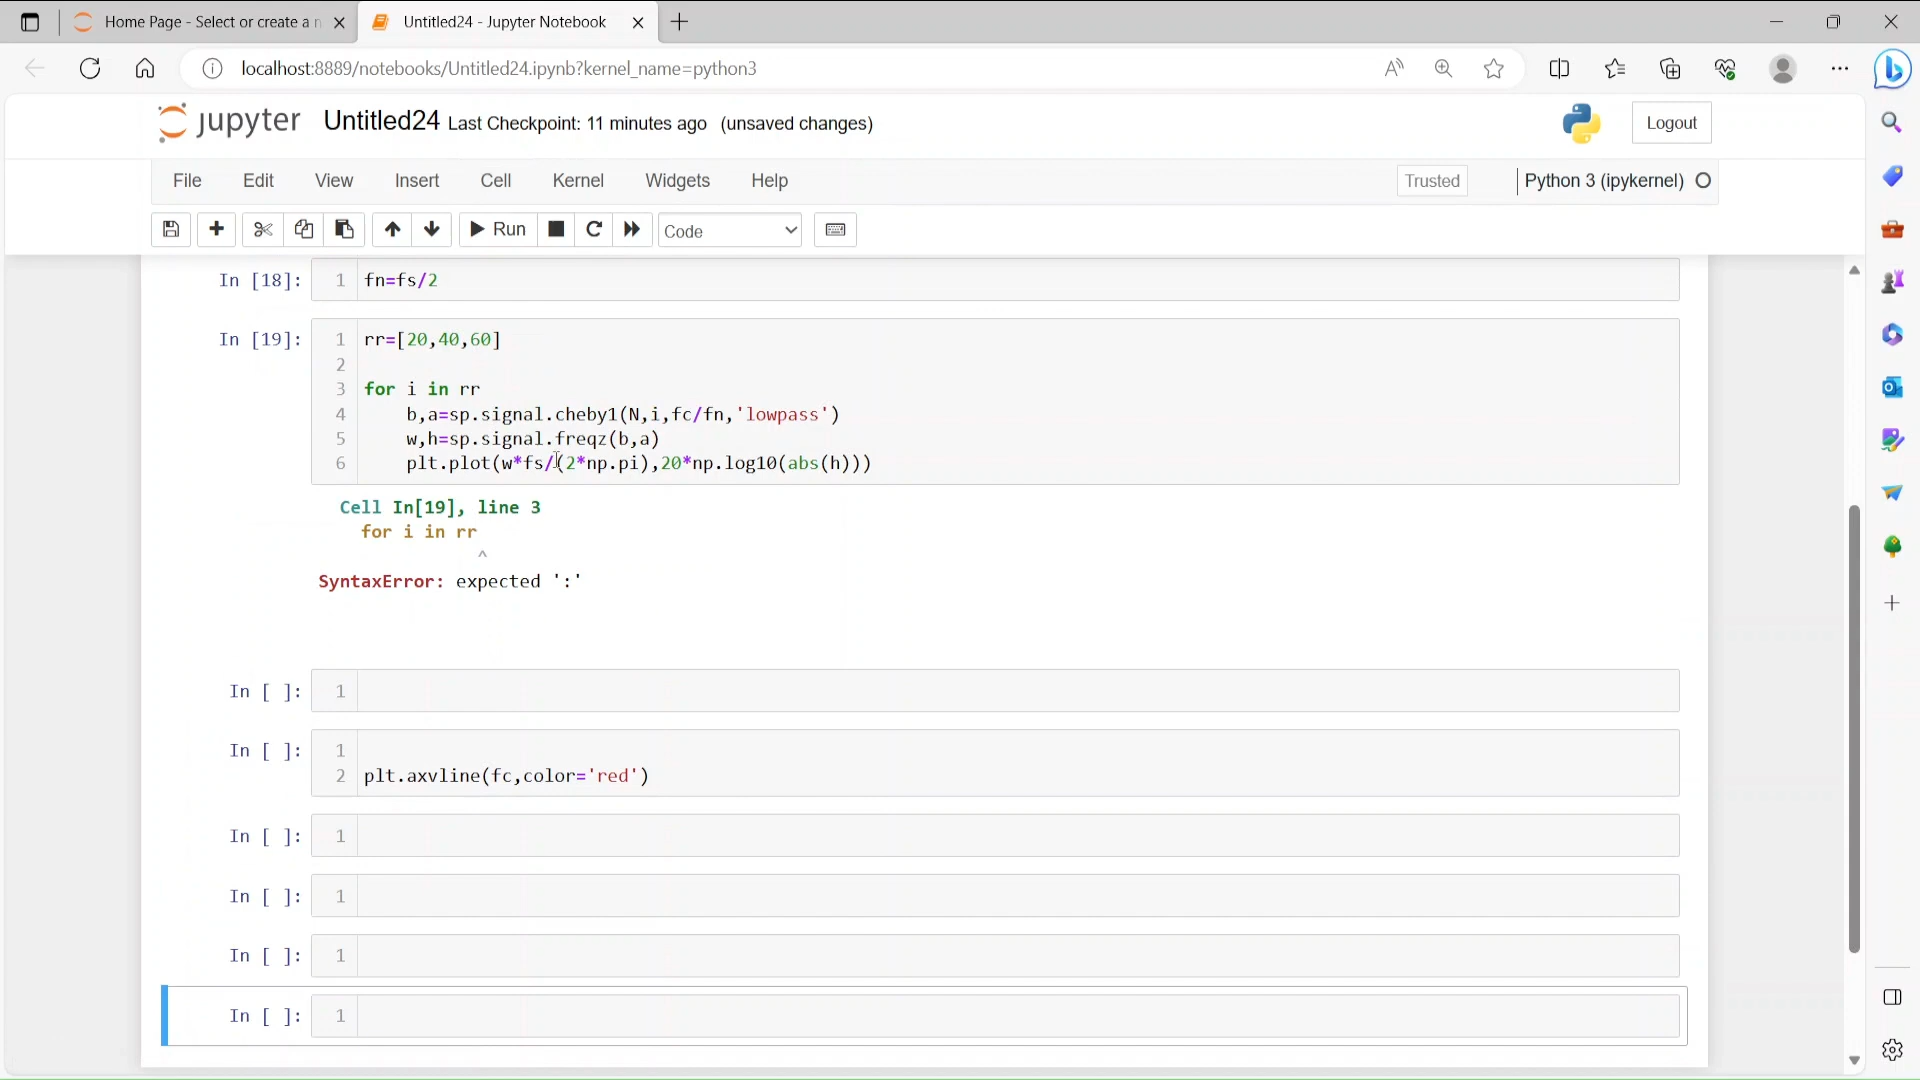 Home Page - Select or create a n
Untitled24 - Jupyter Notebook
localhost:8889/notebooks/Untitled24.ipynb?kernel_name=python3
jupyter Untitled24 Last Checkpoint: 11 minutes ago (unsaved changes)
Logout
File Edit View Insert Cell Kernel Widgets Help
Trusted
Python 3 (ipykernel)
Run
Code
In [18]: 1 fn=fs/2
In [19]: 1 rr=[20,40,60]
2
3 for i in rr
4 b,a=sp.signal.cheby1(N,i,fc/fn,'lowpass')
5 w,h=sp.signal.freqz(b,a)
6 plt.plot(w*fs/(2*np.pi),20*np.log10(abs(h)))
Cell In[19], line 3
for i in rr
^
SyntaxError: expected ':'
In [ ]: 1
In [ ]: 1
2 plt.axvline(fc,color='red')
In [ ]: 1
In [ ]: 1
In [ ]: 1
In [ ]: 1